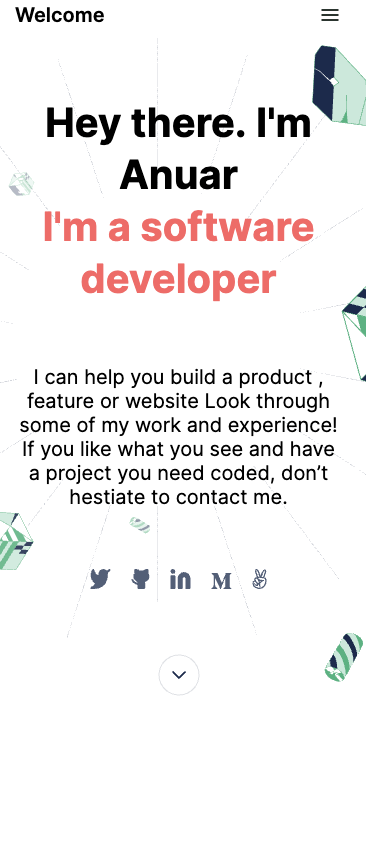 Welcome
Hey there. I'm
Anuar
I'm a software
developer
I can help you build a product ,
feature or website Look through
some of my work and experience!
If you like what you see and have
a project you need coded, don’t
hestiate to contact me.